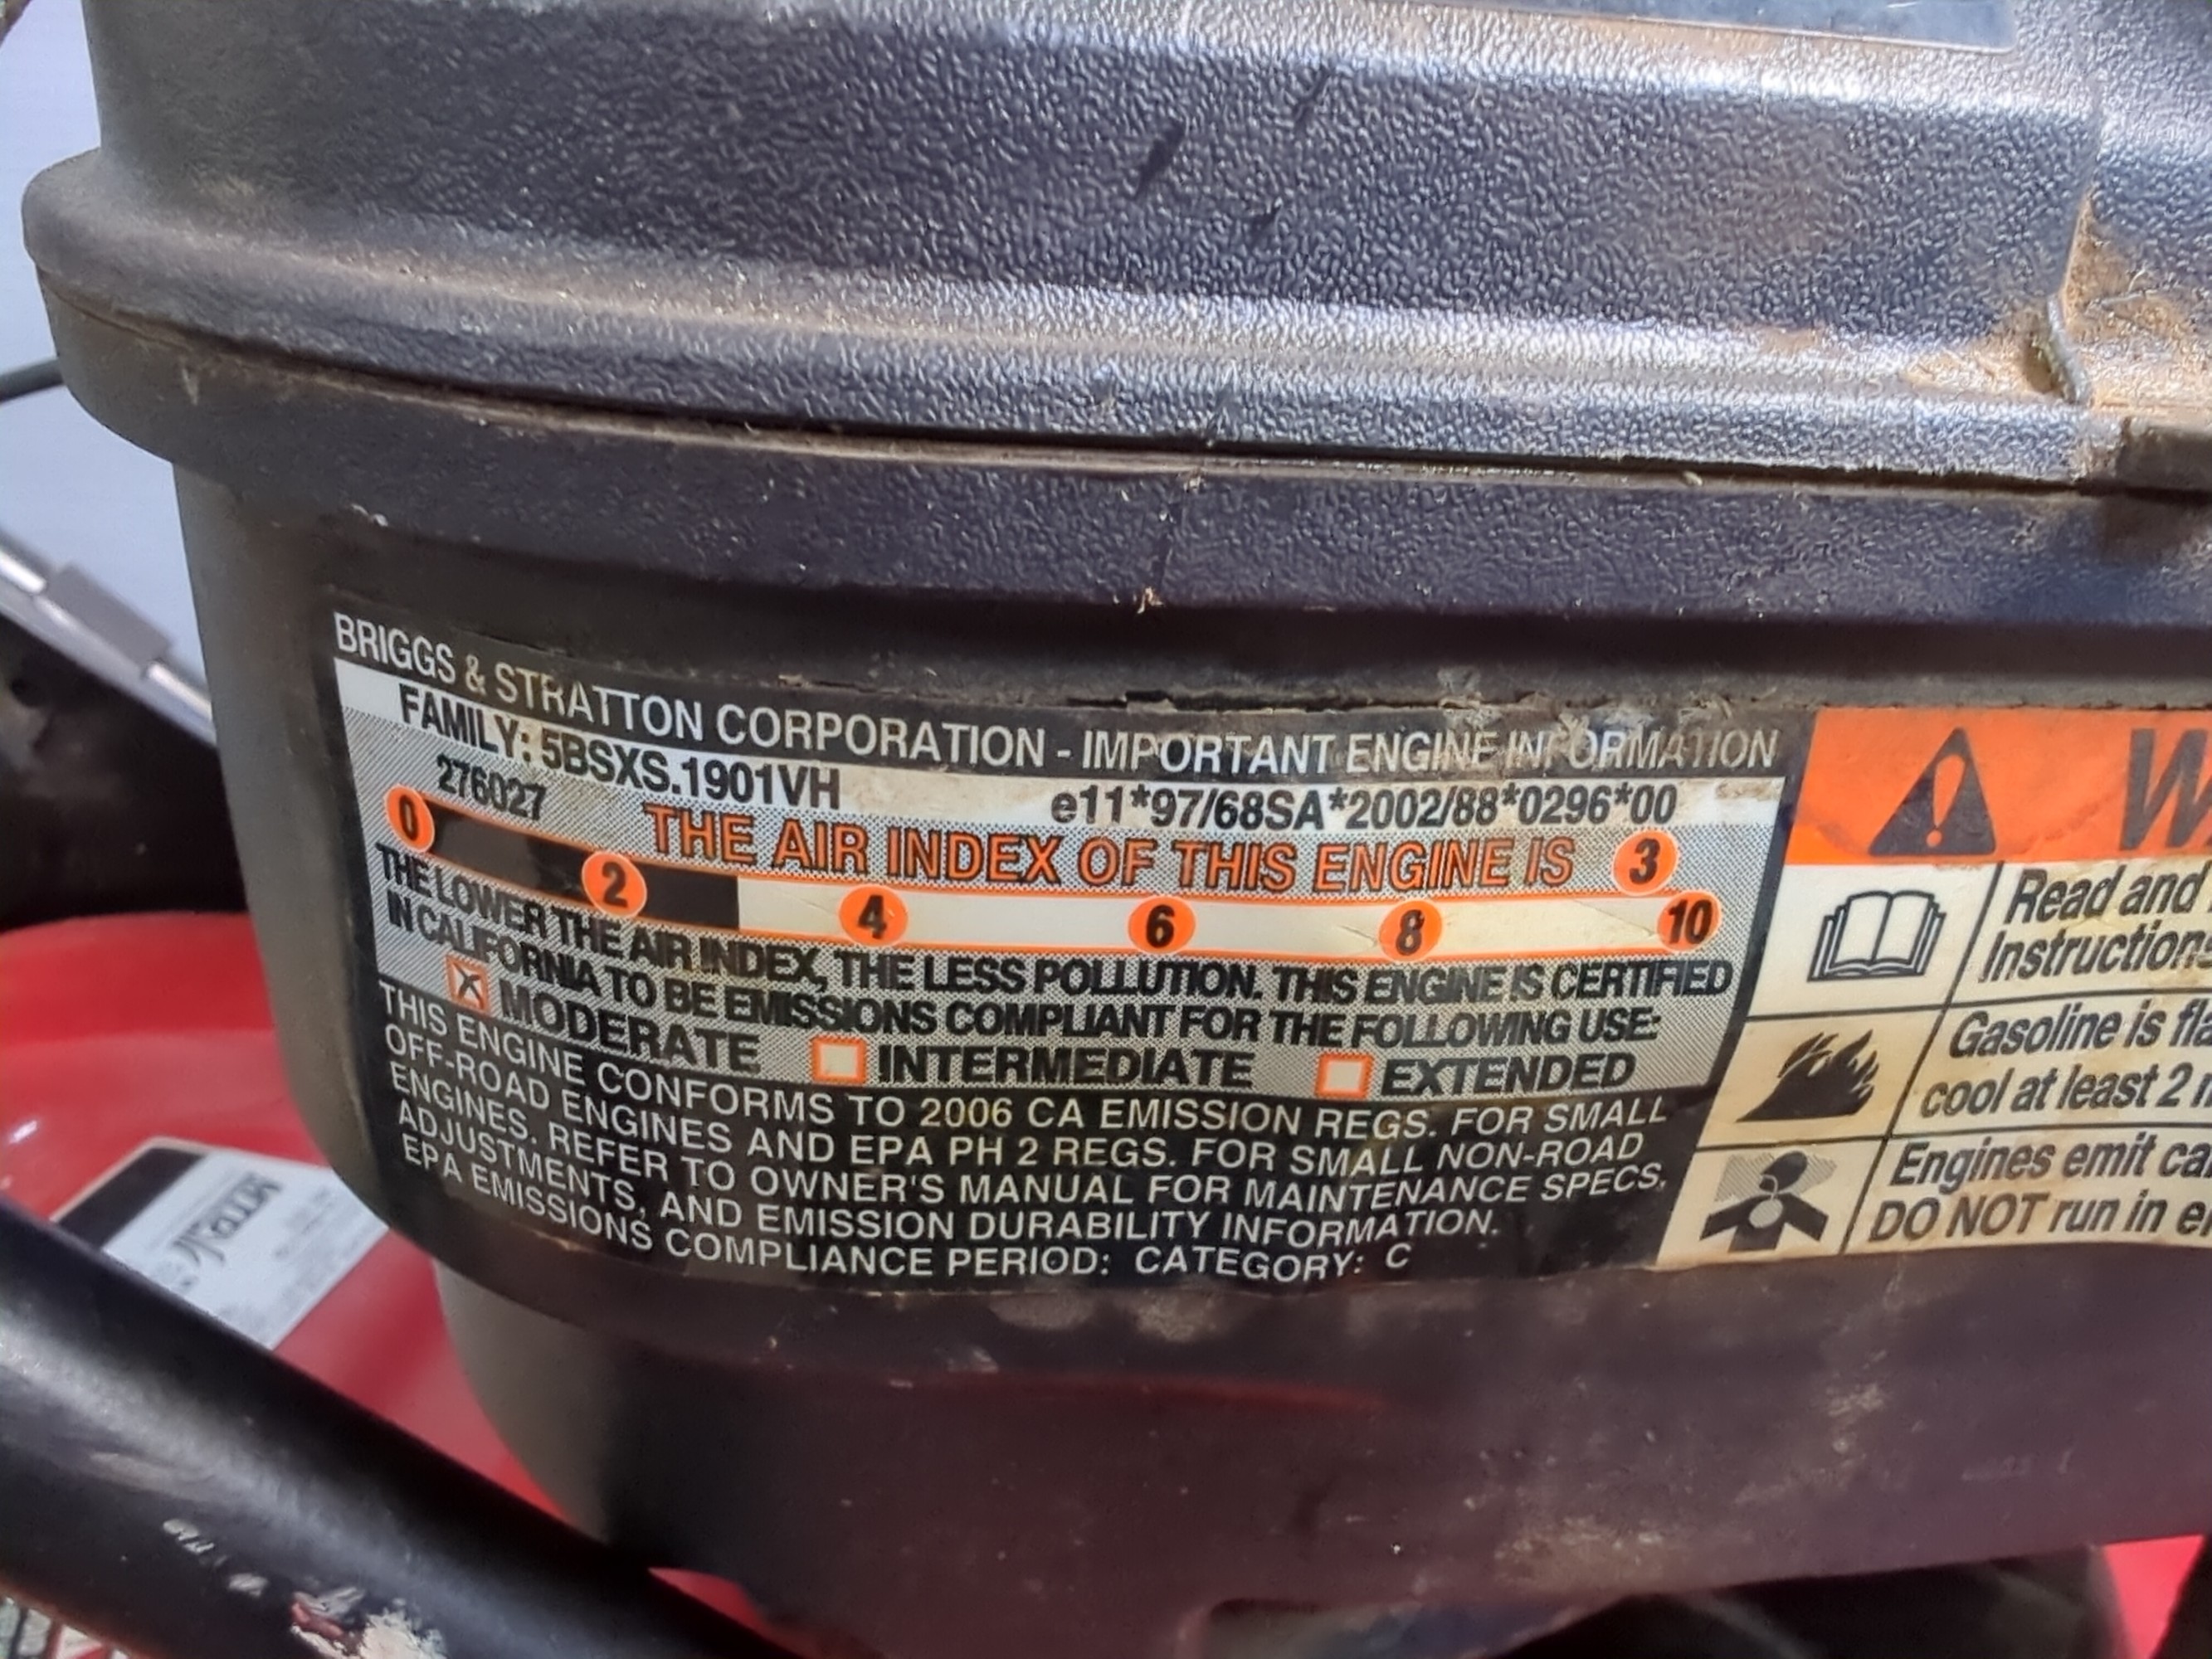 BRIGGS & STRATTON CORPORATION - IMPORTANT ENGINE INFORMATION
FAMILY: 5BSXS.1901VH e11*97/68SA*2002/88*0296*00
276027 THE AIR INDEX OF THIS ENGINE IS 3
0 2 4 6 8 10
THE LOWER THE AIR INDEX, THE LESS POLLUTION. THIS ENGINE IS CERTIFIED
IN CALIFORNIA TO BE EMISSIONS COMPLIANT FOR THE FOLLOWING USE:
X MODERATE INTERMEDIATE EXTENDED
THIS ENGINE CONFORMS TO 2006 CA EMISSION REGS. FOR SMALL
OFF-ROAD ENGINES AND EPA PH 2 REGS. FOR SMALL NON-ROAD
ENGINES. REFER TO OWNER'S MANUAL FOR MAINTENANCE SPECS,
ADJUSTMENTS, AND EMISSION DURABILITY INFORMATION.
EPA EMISSIONS COMPLIANCE PERIOD: CATEGORY: C
Read and
Instructions
Gasoline is
cool at least 2
Engines emit
DO NOT run in